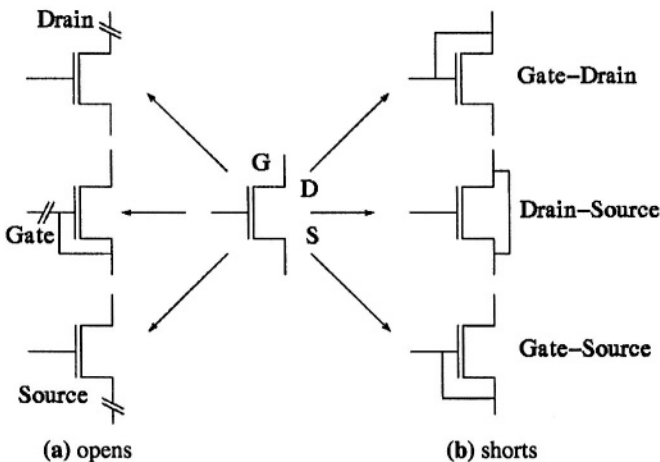 Drain
Gate–Drain
G
D
Gate
S
Drain–Source
Gate–Source
Source
(a) opens
(b) shorts